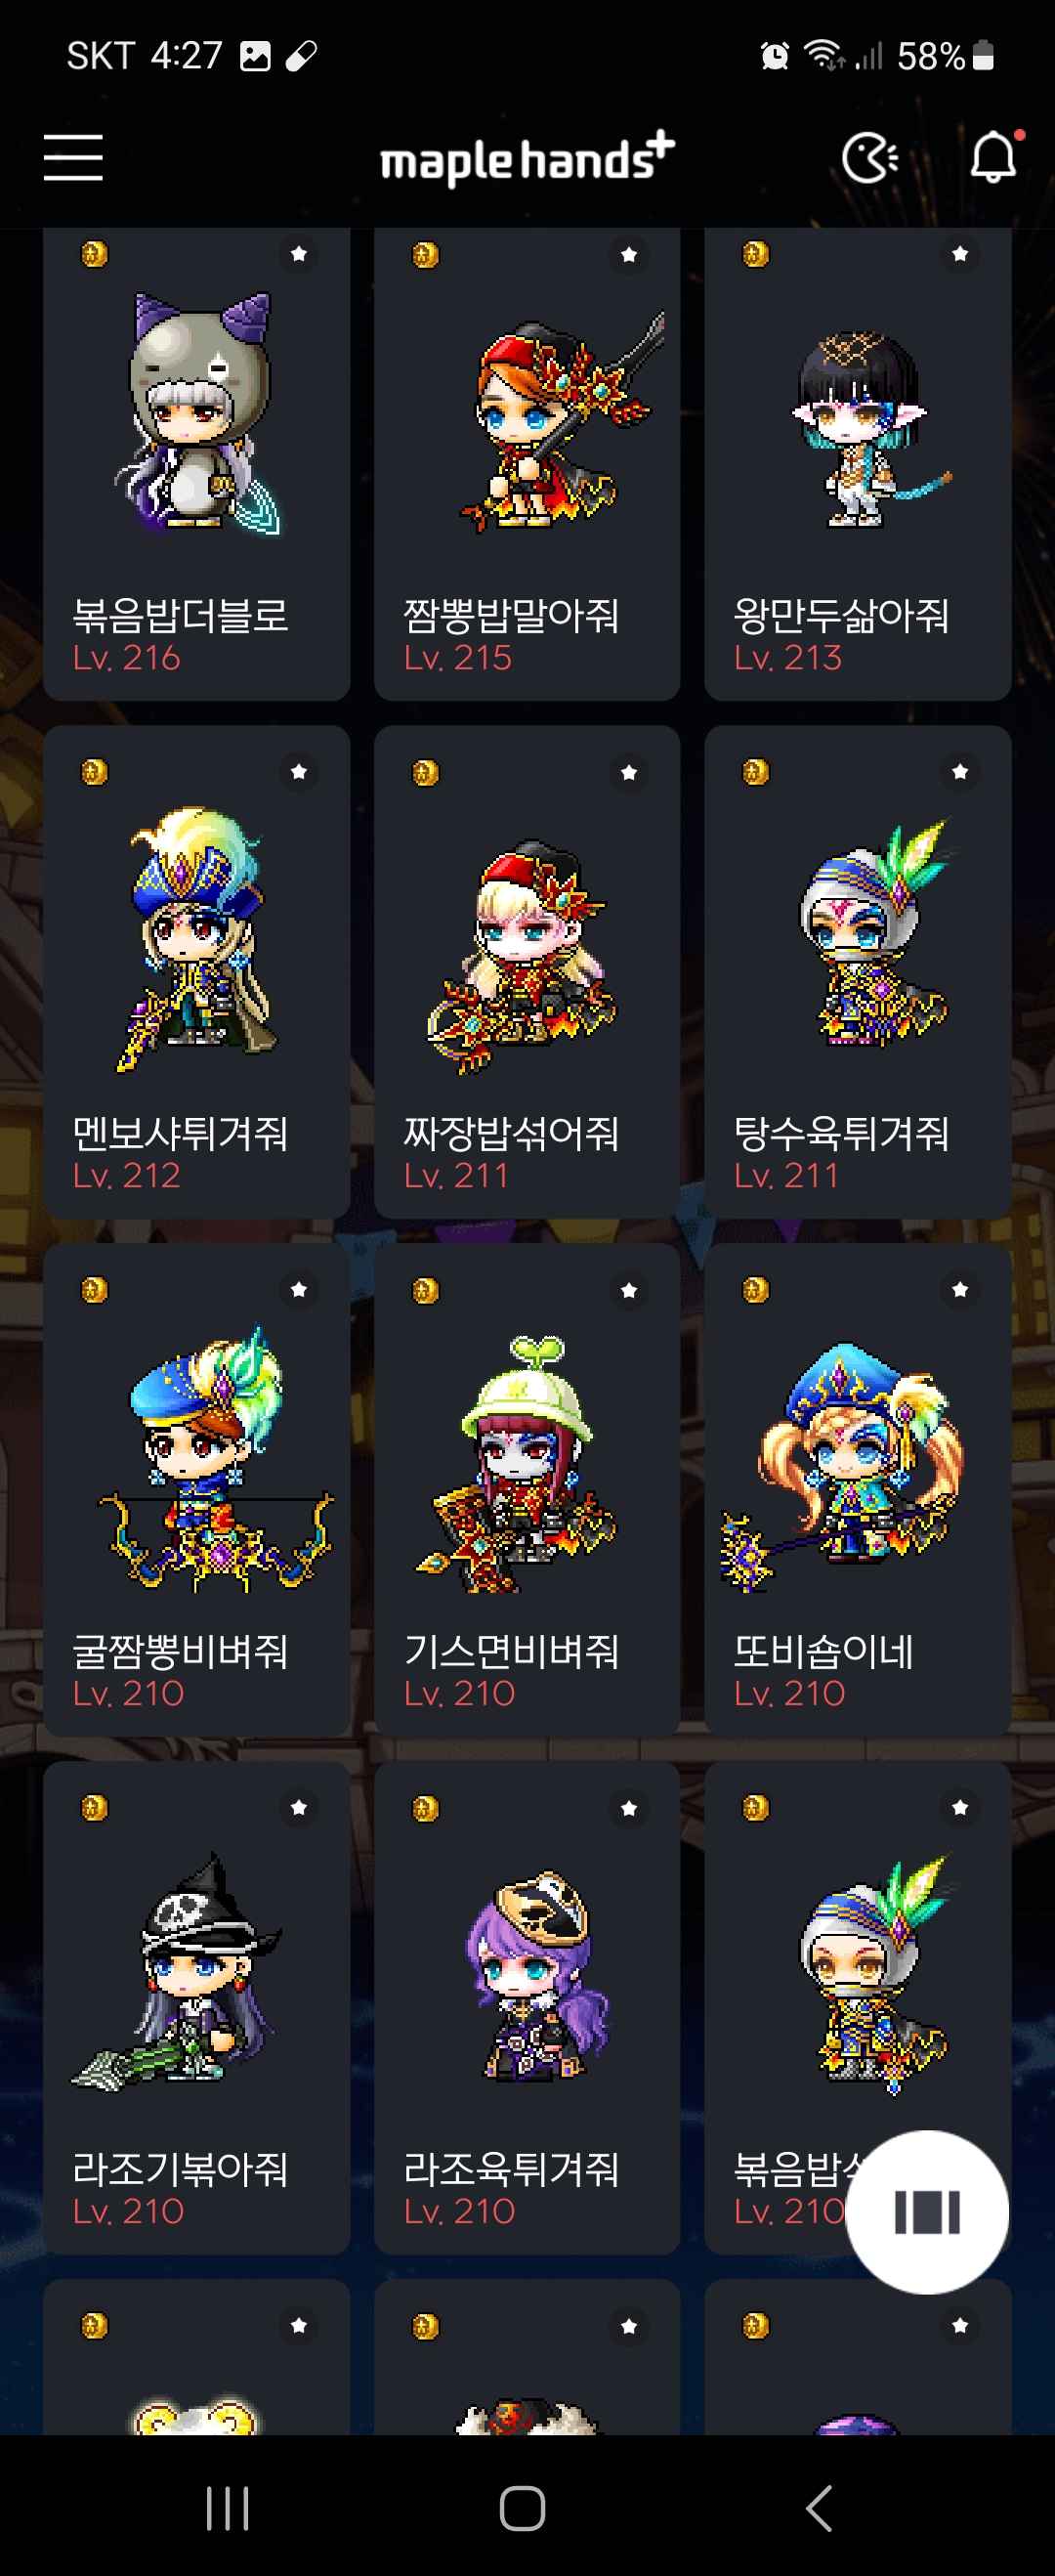 SKT 4:27 58%
maple hands+
볶음밥더블로 짬뽕밥말아줘 왕만두삶아줘
Lv. 216 Lv. 215 Lv. 213
멘보샤튀겨줘 짜장밥섞어줘 탕수육튀겨줘
Lv. 212 Lv. 211 Lv. 211
굴짬뽕비벼줘 기스면비벼줘 또비숍이네
Lv. 210 Lv. 210 Lv. 210
라조기볶아줘 라조육튀겨줘 볶음밥
Lv. 210 Lv. 210 Lv. 210